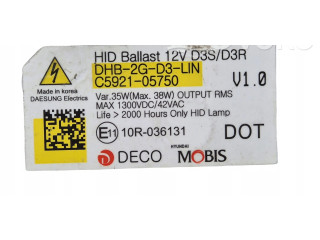 HID Ballast 12V D3S/D3R
DHB-2G-D3-LIN
C5921-05750
V1.0
MADE IN KOREA
DAESUNG Electrics
Var.35W(Max. 38W) OUTPUT RMS
MAX 1300VDC/42VAC
Life > 2000 Hours Only HID Lamp
E11 10R-036131
DOT
DECO
HYUNDAI
MOBIS